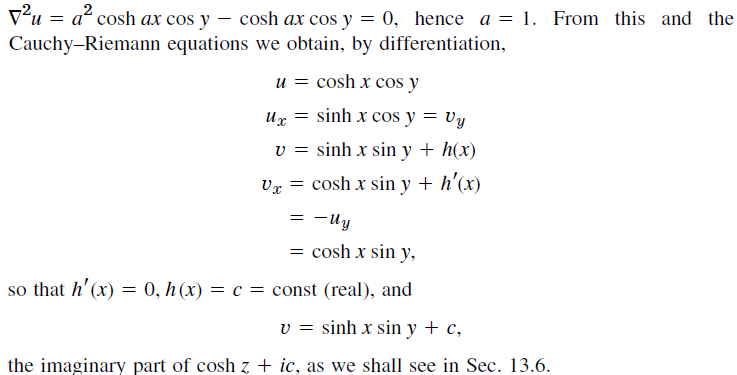 ∇²u = a² cosh ax cos y − cosh ax cos y = 0, hence a = 1. From this and the
Cauchy–Riemann equations we obtain, by differentiation,
u = cosh x cos y
uₓ = sinh x cos y = v_y
v = sinh x sin y + h(x)
vₓ = cosh x sin y + h′(x)
= −u_y
= cosh x sin y,
so that h′(x) = 0, h(x) = c = const (real), and
v = sinh x sin y + c,
the imaginary part of cosh z + ic, as we shall see in Sec. 13.6.